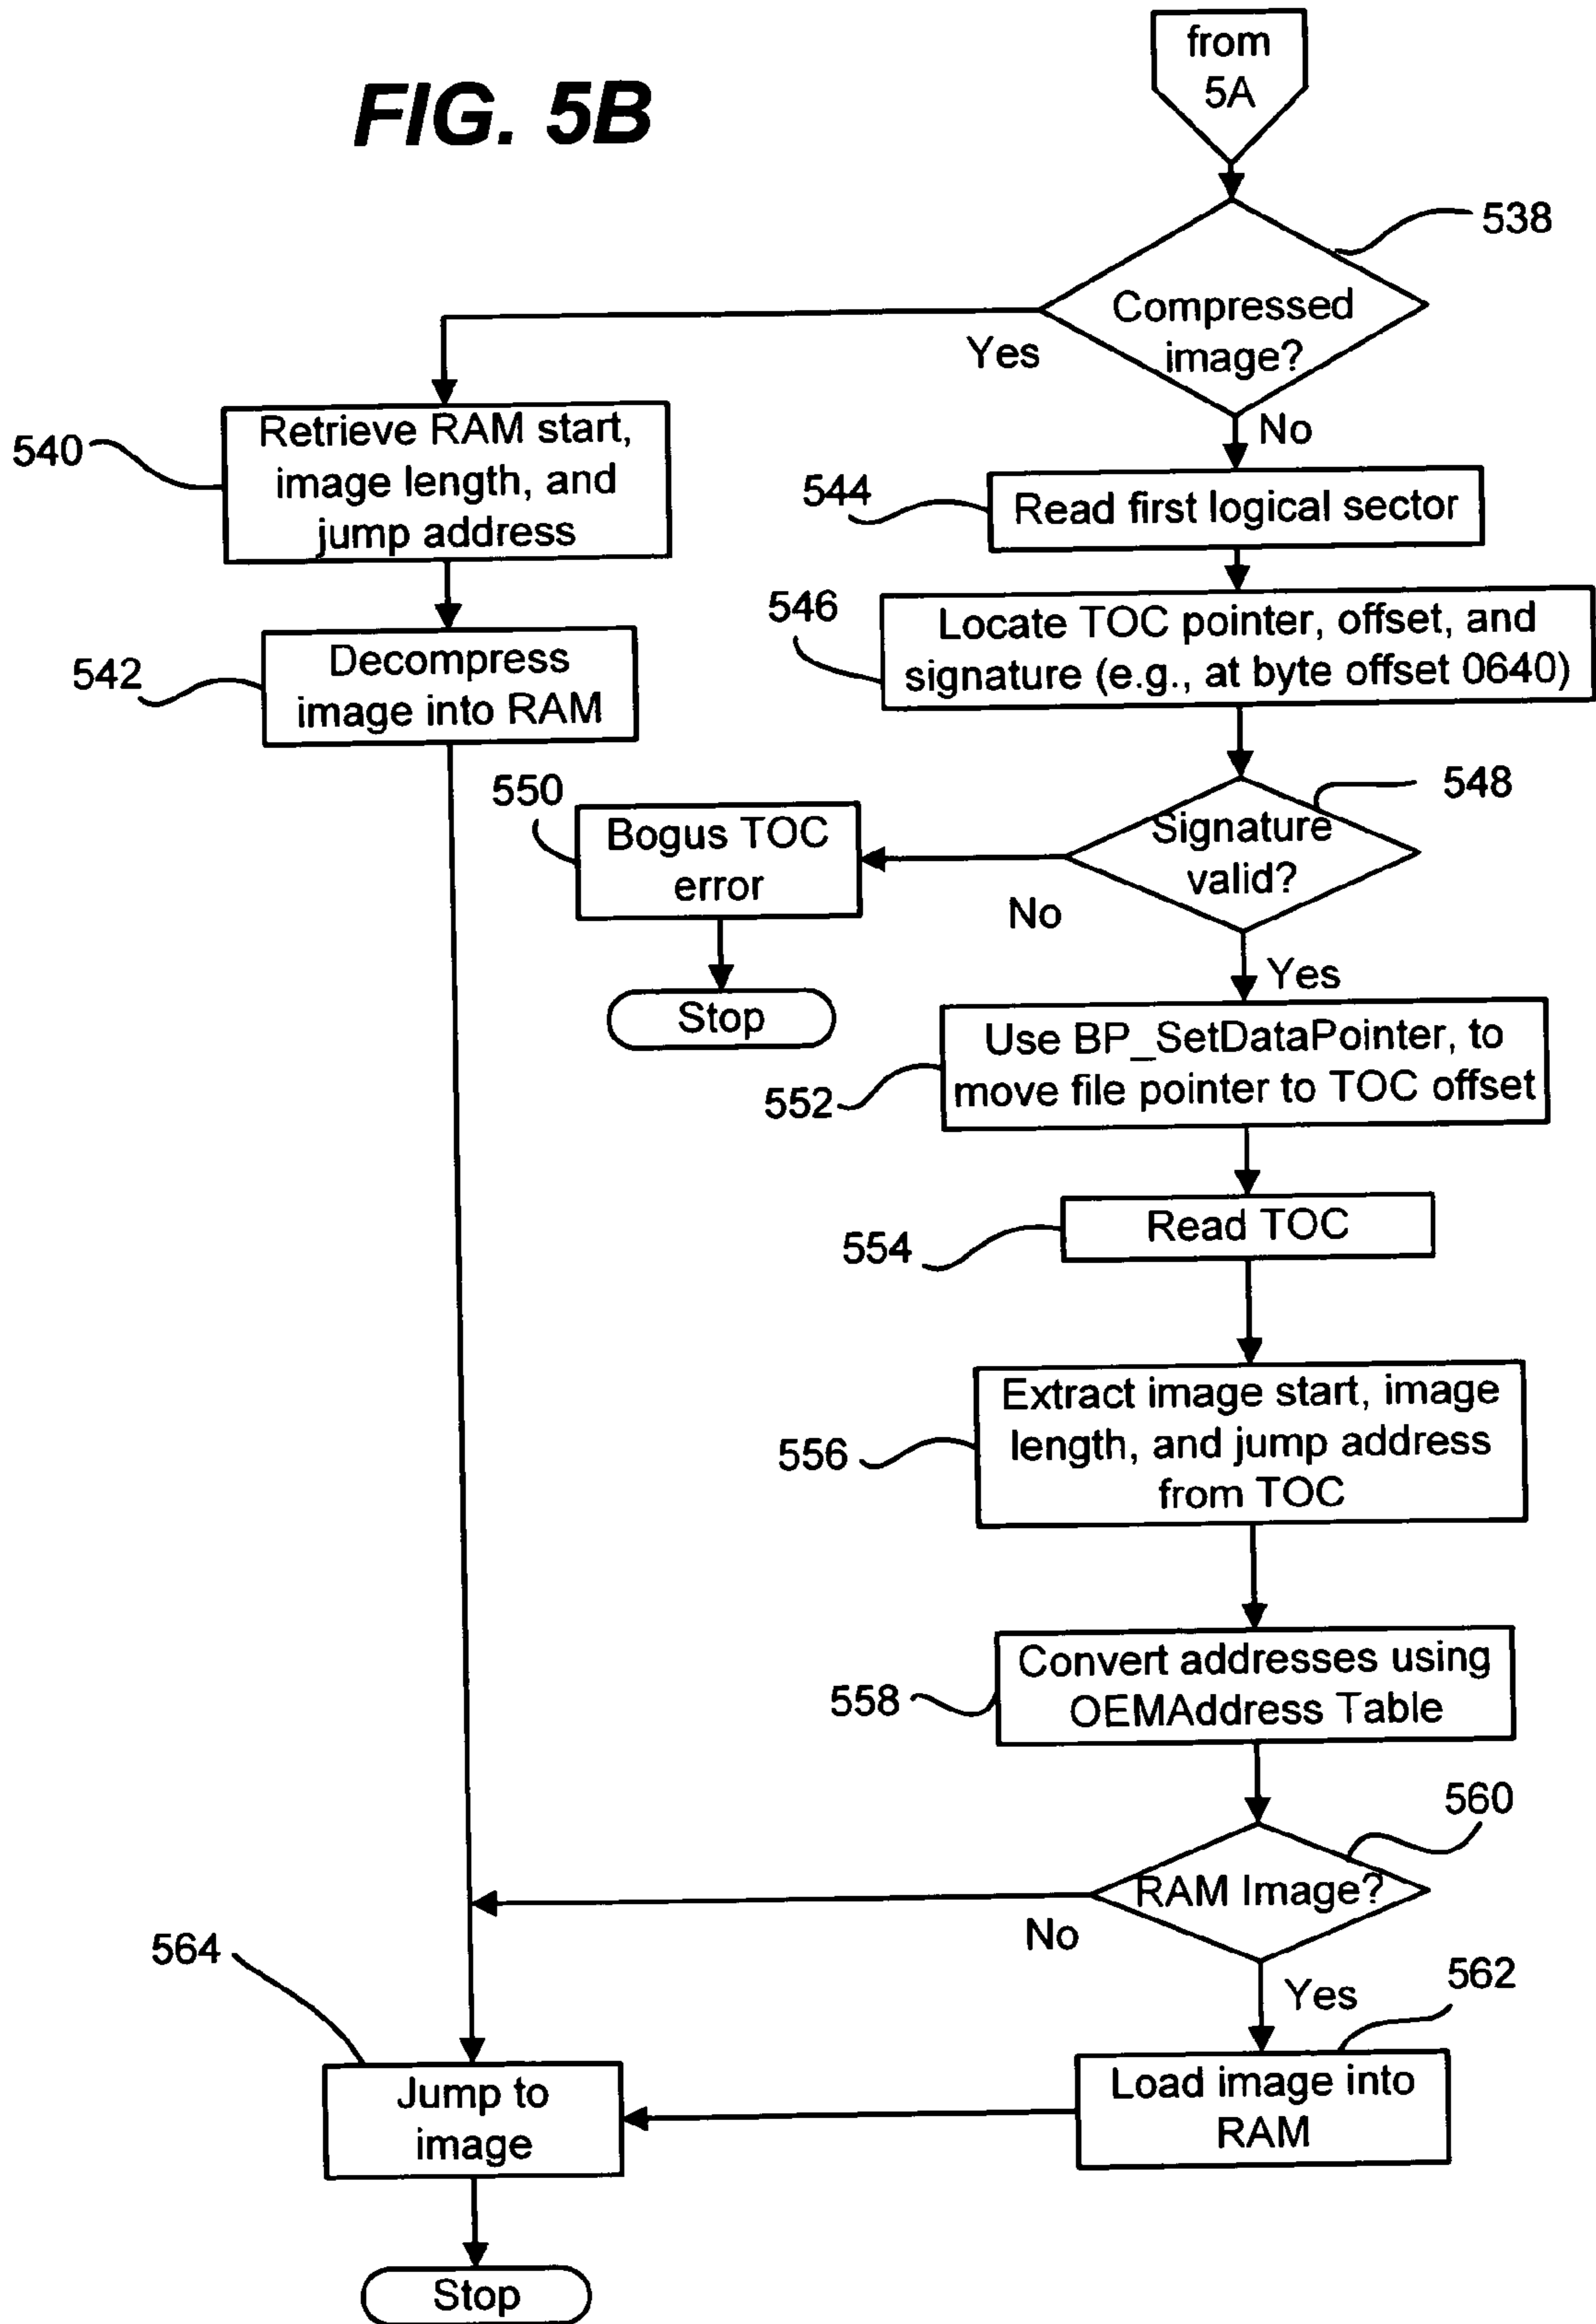 FIG. 5B
from
5A
538
Compressed
image?
Yes
No
540
Retrieve RAM start,
image length, and
jump address
544
Read first logical sector
542
Decompress
image into RAM
546
Locate TOC pointer, offset, and
signature (e.g., at byte offset 0640)
548
Signature
valid?
No
Yes
550
Bogus TOC
error
Stop
552
Use BP_SetDataPointer, to
move file pointer to TOC offset
554
Read TOC
556
Extract image start, image
length, and jump address
from TOC
558
Convert addresses using
OEMAddress Table
560
RAM Image?
No
Yes
562
Load image into
RAM
564
Jump to
image
Stop